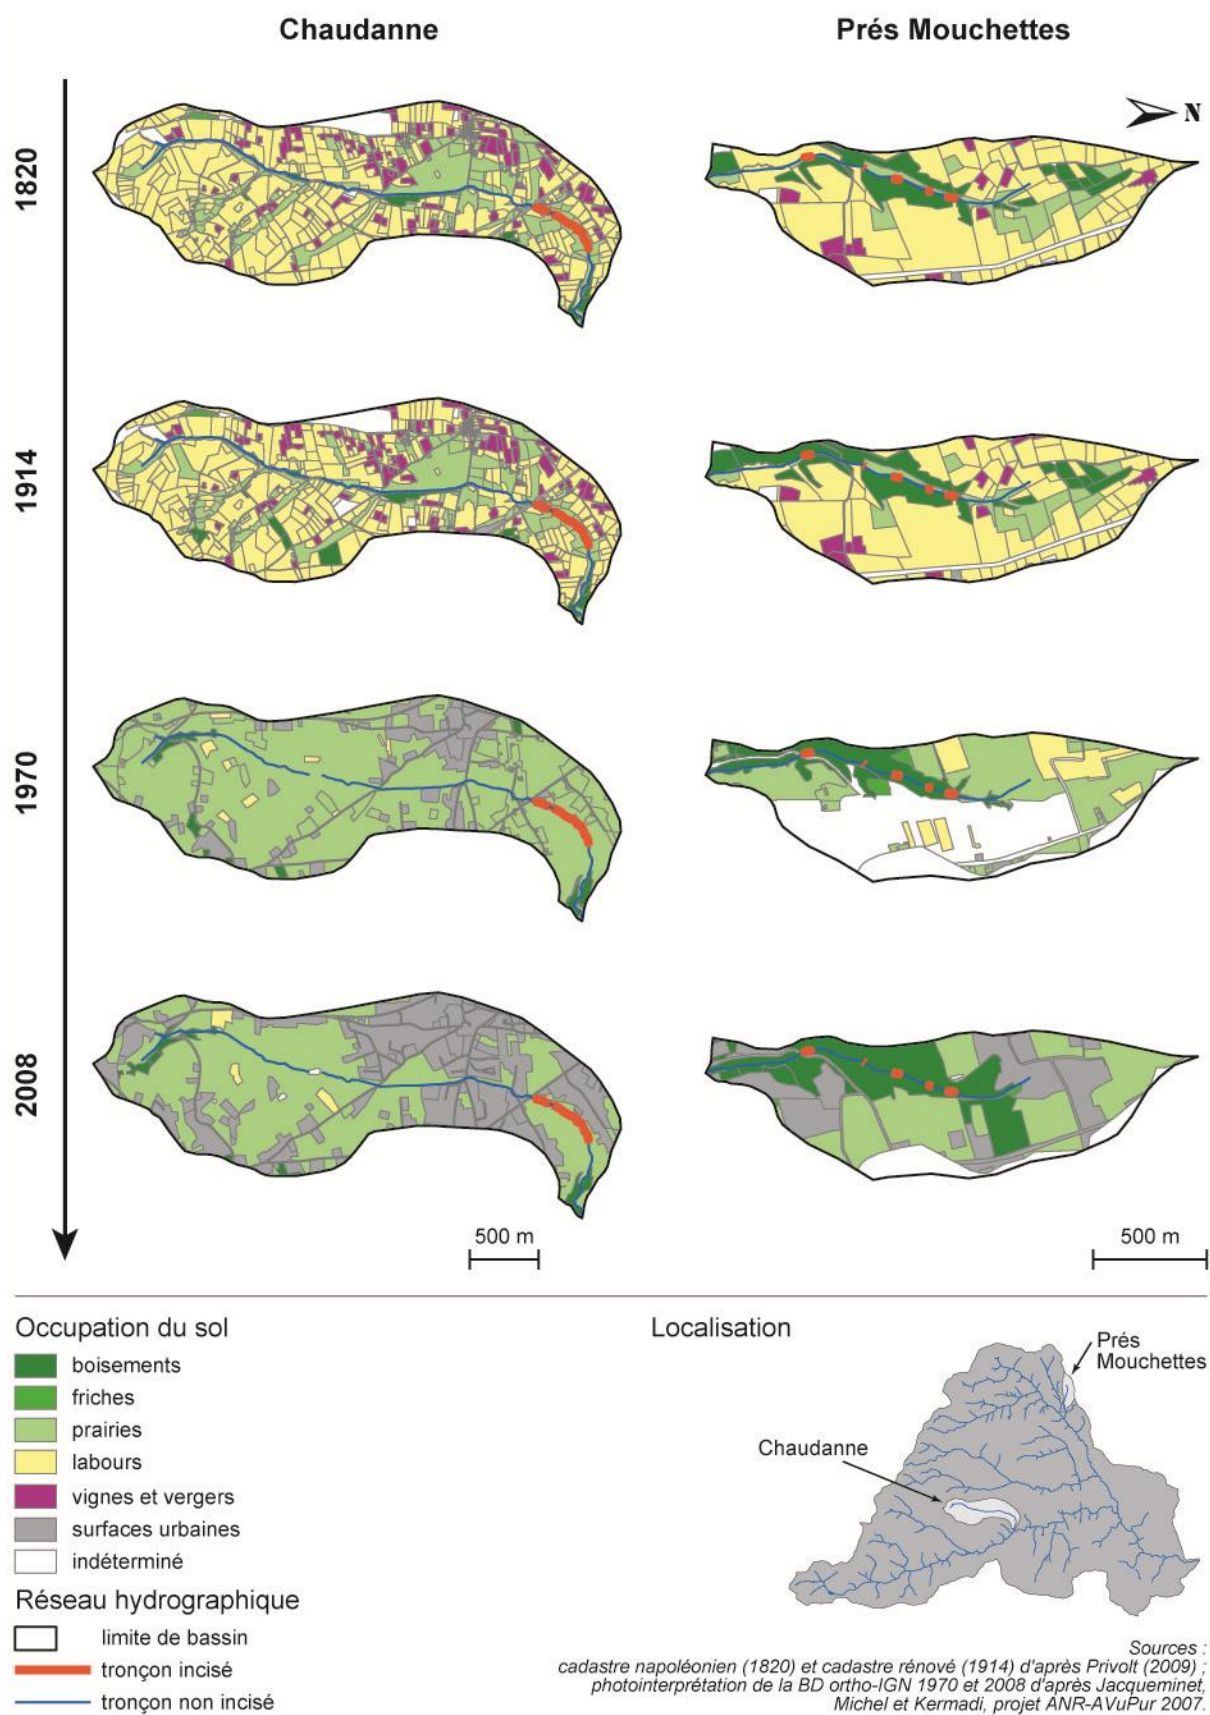 Chaudanne
Prés Mouchettes
N
1820
1914
1970
2008
500 m
500 m
Occupation du sol
boisements
friches
prairies
labours
vignes et vergers
surfaces urbaines
indéterminé
Réseau hydrographique
limite de bassin
tronçon incisé
tronçon non incisé
Localisation
Prés
Mouchettes
Chaudanne
Sources :
cadastre napoléonien (1820) et cadastre rénové (1914) d'après Privolt (2009) ;
photointerprétation de la BD ortho-IGN 1970 et 2008 d'après Jacqueminet,
Michel et Kermadi, projet ANR-AVuPur 2007.